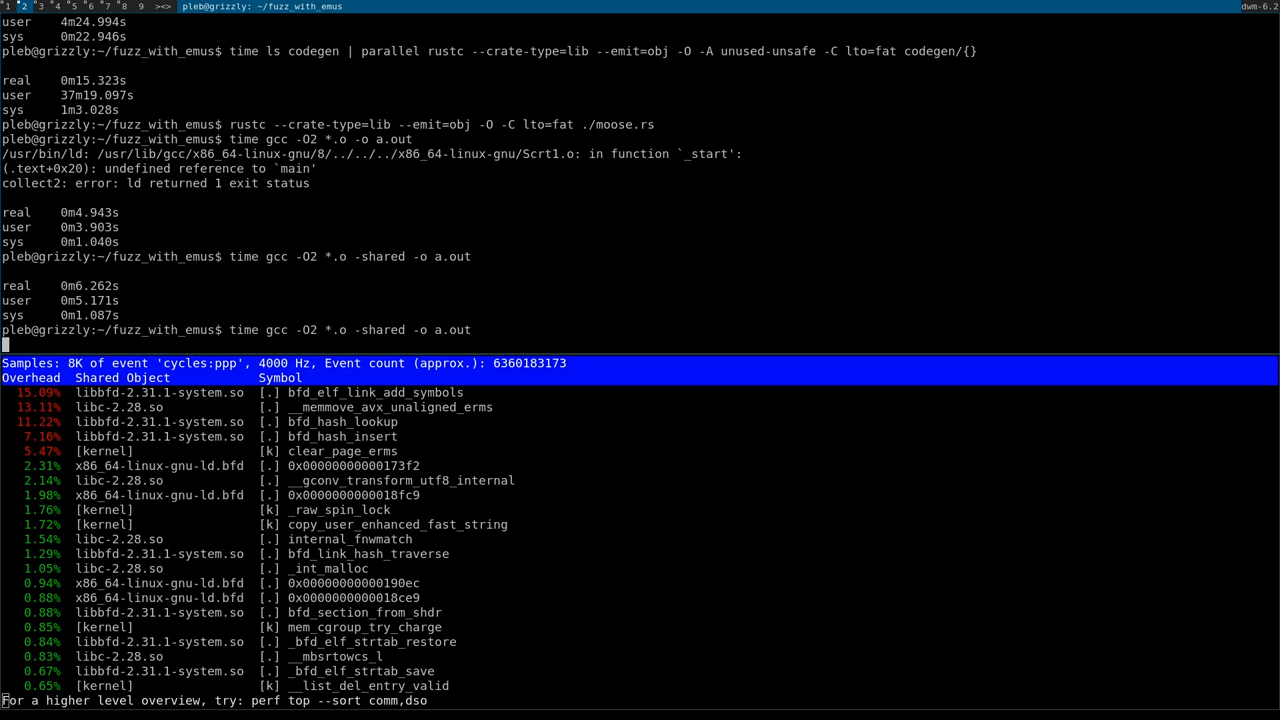 1 2 3 4 5 6 7 8 9 ><> pleb@grizzly: ~/fuzz_with_emus dwm-6.2
user 4m24.994s
sys 0m22.946s
pleb@grizzly:~/fuzz_with_emus$ time ls codegen | parallel rustc --crate-type=lib --emit=obj -O -A unused-unsafe -C lto=fat codegen/{}
real 0m15.323s
user 37m19.097s
sys 1m3.028s
pleb@grizzly:~/fuzz_with_emus$ rustc --crate-type=lib --emit=obj -O -C lto=fat ./moose.rs
pleb@grizzly:~/fuzz_with_emus$ time gcc -O2 *.o -o a.out
/usr/bin/ld: /usr/lib/gcc/x86_64-linux-gnu/8/../../../x86_64-linux-gnu/Scrt1.o: in function `_start':
(.text+0x20): undefined reference to `main'
collect2: error: ld returned 1 exit status
real 0m4.943s
user 0m3.903s
sys 0m1.040s
pleb@grizzly:~/fuzz_with_emus$ time gcc -O2 *.o -shared -o a.out
real 0m6.262s
user 0m5.171s
sys 0m1.087s
pleb@grizzly:~/fuzz_with_emus$ time gcc -O2 *.o -shared -o a.out
Samples: 8K of event 'cycles:ppp', 4000 Hz, Event count (approx.): 6360183173
Overhead Shared Object Symbol
15.09% libbfd-2.31.1-system.so [.] bfd_elf_link_add_symbols
13.11% libc-2.28.so [.] __memmove_avx_unaligned_erms
11.22% libbfd-2.31.1-system.so [.] bfd_hash_lookup
7.16% libbfd-2.31.1-system.so [.] bfd_hash_insert
5.47% [kernel] [k] clear_page_erms
2.31% x86_64-linux-gnu-ld.bfd [.] 0x00000000000173f2
2.14% libc-2.28.so [.] __gconv_transform_utf8_internal
1.98% x86_64-linux-gnu-ld.bfd [.] 0x0000000000018fc9
1.76% [kernel] [k] _raw_spin_lock
1.72% [kernel] [k] copy_user_enhanced_fast_string
1.54% libc-2.28.so [.] internal_fnwmatch
1.29% libbfd-2.31.1-system.so [.] bfd_link_hash_traverse
1.05% libc-2.28.so [.] _int_malloc
0.94% x86_64-linux-gnu-ld.bfd [.] 0x00000000000190ec
0.88% x86_64-linux-gnu-ld.bfd [.] 0x0000000000018ce9
0.88% libbfd-2.31.1-system.so [.] bfd_section_from_shdr
0.85% [kernel] [k] mem_cgroup_try_charge
0.84% libbfd-2.31.1-system.so [.] _bfd_elf_strtab_restore
0.83% libc-2.28.so [.] __mbsrtowcs_l
0.67% libbfd-2.31.1-system.so [.] _bfd_elf_strtab_save
0.65% [kernel] [k] __list_del_entry_valid
For a higher level overview, try: perf top --sort comm,dso